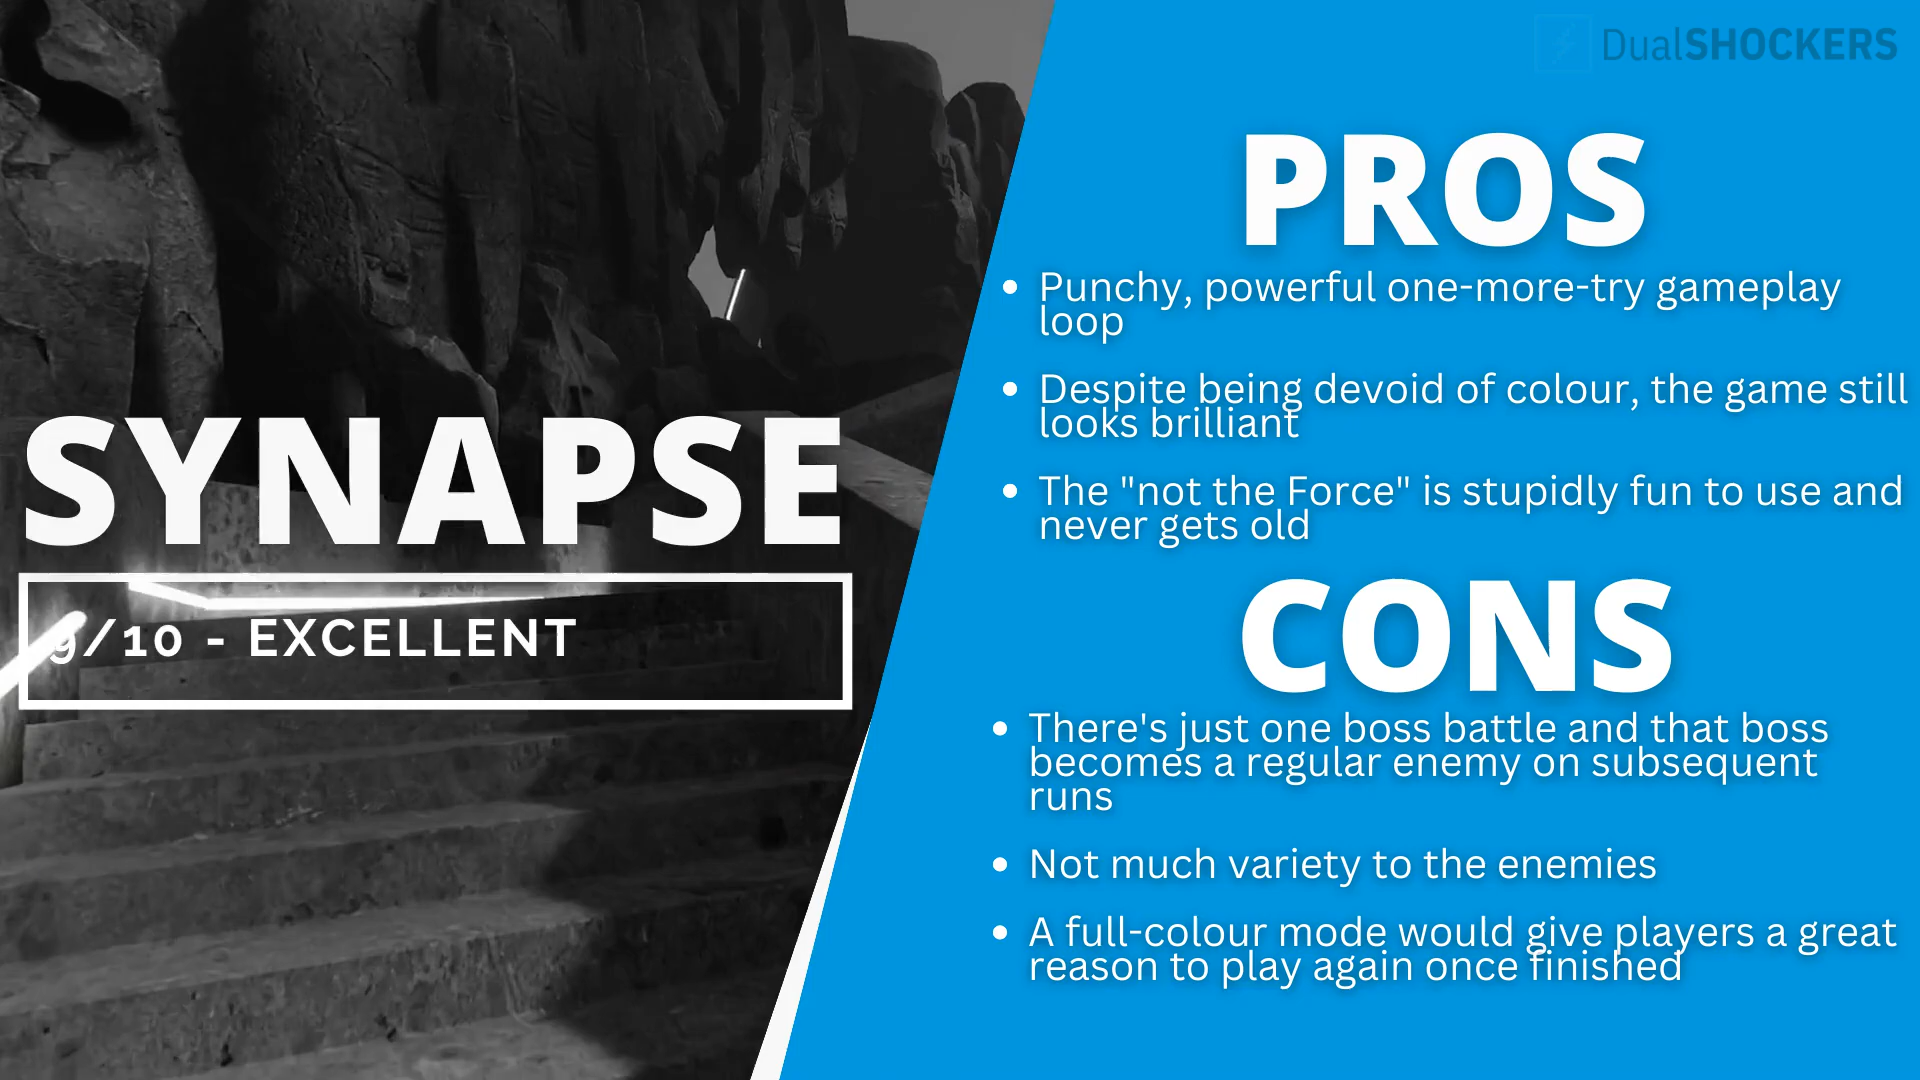 DualSHOCKERS
SYNAPSE
9/10 - EXCELLENT
PROS
• Punchy, powerful one-more-try gameplay
loop
• Despite being devoid of colour, the game still
looks brilliant
• The "not the Force" is stupidly fun to use and
never gets old
CONS
• There's just one boss battle and that boss
becomes a regular enemy on subsequent
runs
• Not much variety to the enemies
• A full-colour mode would give players a great
reason to play again once finished